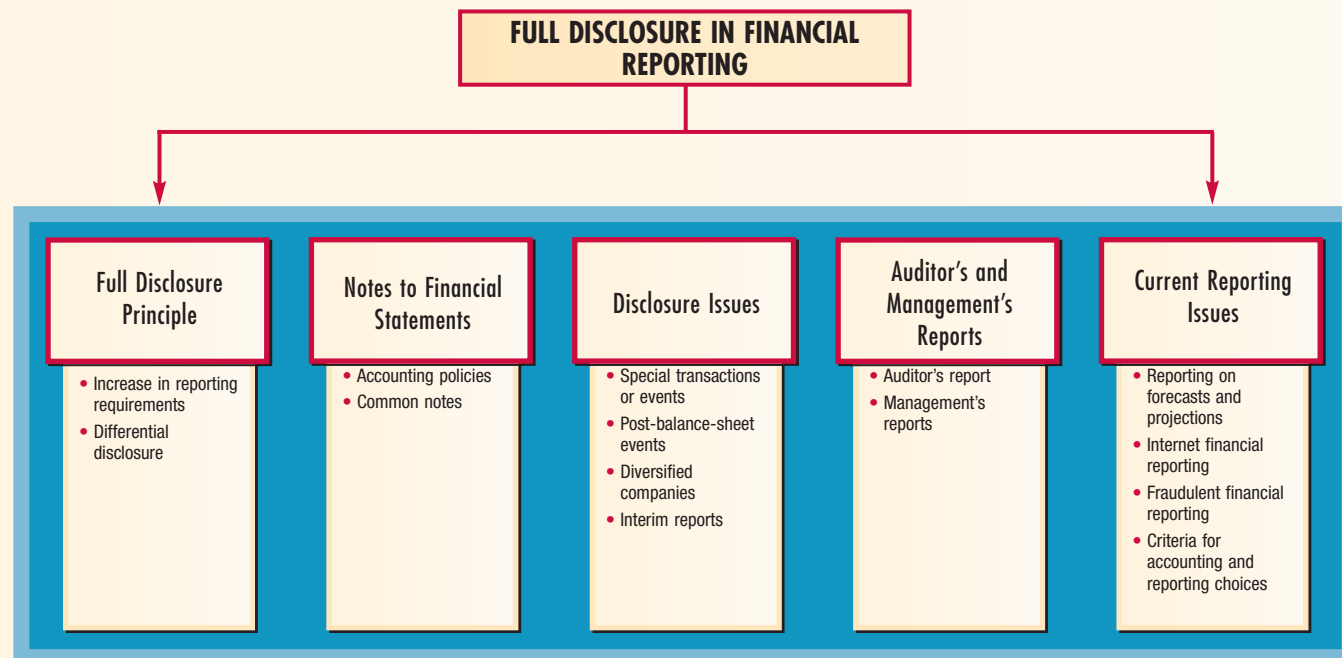 FULL DISCLOSURE IN FINANCIAL
REPORTING
Full Disclosure
Principle
• Increase in reporting
requirements
• Differential
disclosure
Notes to Financial
Statements
• Accounting policies
• Common notes
Disclosure Issues
• Special transactions
or events
• Post-balance-sheet
events
• Diversified
companies
• Interim reports
Auditor’s and
Management’s
Reports
• Auditor’s report
• Management’s
reports
Current Reporting
Issues
• Reporting on
forecasts and
projections
• Internet financial
reporting
• Fraudulent financial
reporting
• Criteria for
accounting and
reporting choices